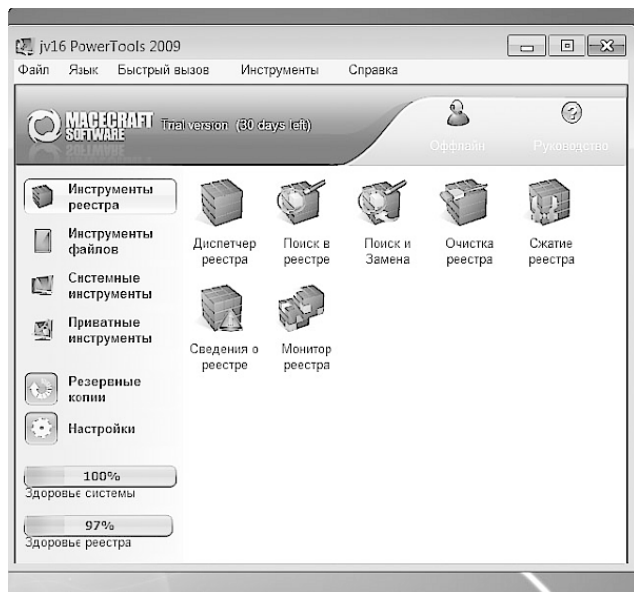 jv16 PowerTools 2009
Файл Язык Быстрый вызов Инструменты Справка
MACECRAFT
SOFTWARE
Trial version (30 days left)
Оффлайн
Руководство
Инструменты
реестра
Инструменты
файлов
Системные
инструменты
Приватные
инструменты
Резервные
копии
Настройки
100%
Здоровье системы
97%
Здоровье реестра
Диспетчер
реестра
Поиск в
реестре
Поиск и
Замена
Очистка
реестра
Сжатие
реестра
Сведения о
реестре
Монитор
реестра